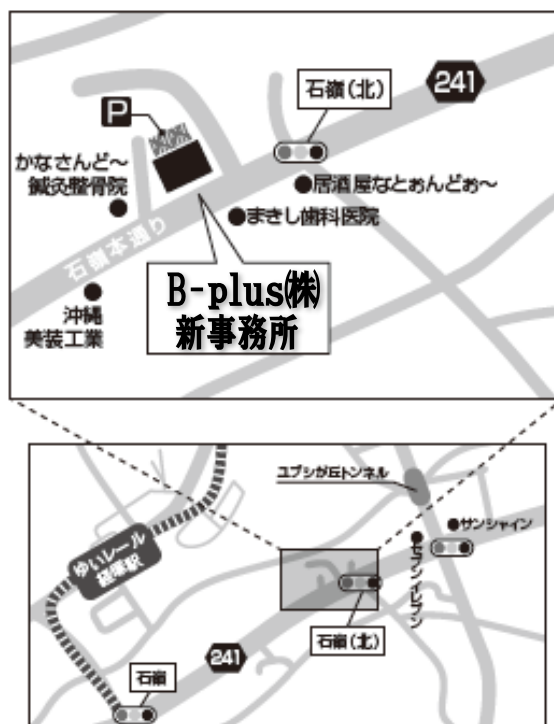 241
石嶺(北)
P
かなさんど〜
鍼灸整骨院
居酒屋なとぉんどぉ〜
まきし歯科医院
石嶺本通り
B-plus㈱
新事務所
沖縄
美装工業
ユブシが丘トンネル
サンシャイン
セブンイレブン
ゆいレール
経塚駅
石嶺(北)
241
石嶺